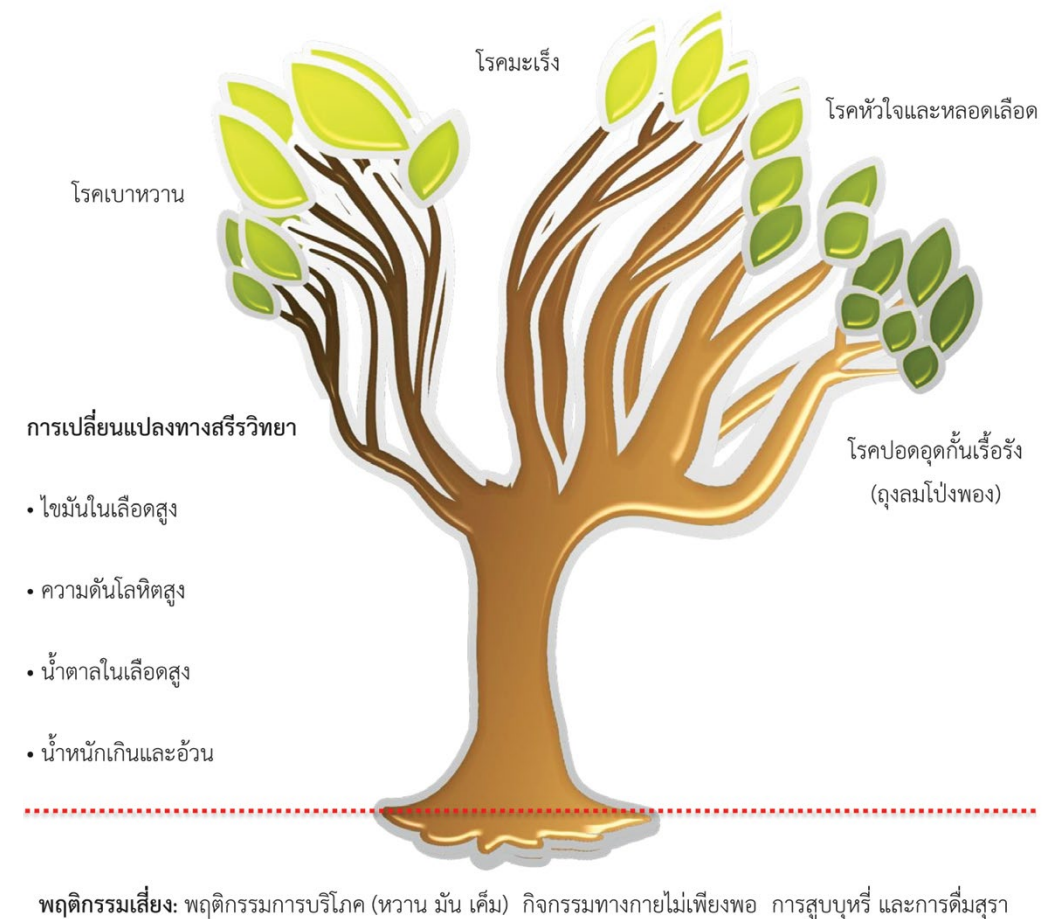 โรคมะเร็ง
โรคหัวใจและหลอดเลือด
โรคเบาหวาน
การเปลี่ยนแปลงทางสรีรวิทยา
โรคปอดอุดกั้นเรื้อรัง
(ถุงลมโป่งพอง)
• ไขมันในเลือดสูง
• ความดันโลหิตสูง
• น้ำตาลในเลือดสูง
• น้ำหนักเกินและอ้วน
พฤติกรรมเสี่ยง: พฤติกรรมการบริโภค (หวาน มัน เค็ม) กิจกรรมทางกายไม่เพียงพอ การสูบบุหรี่ และการดื่มสุรา